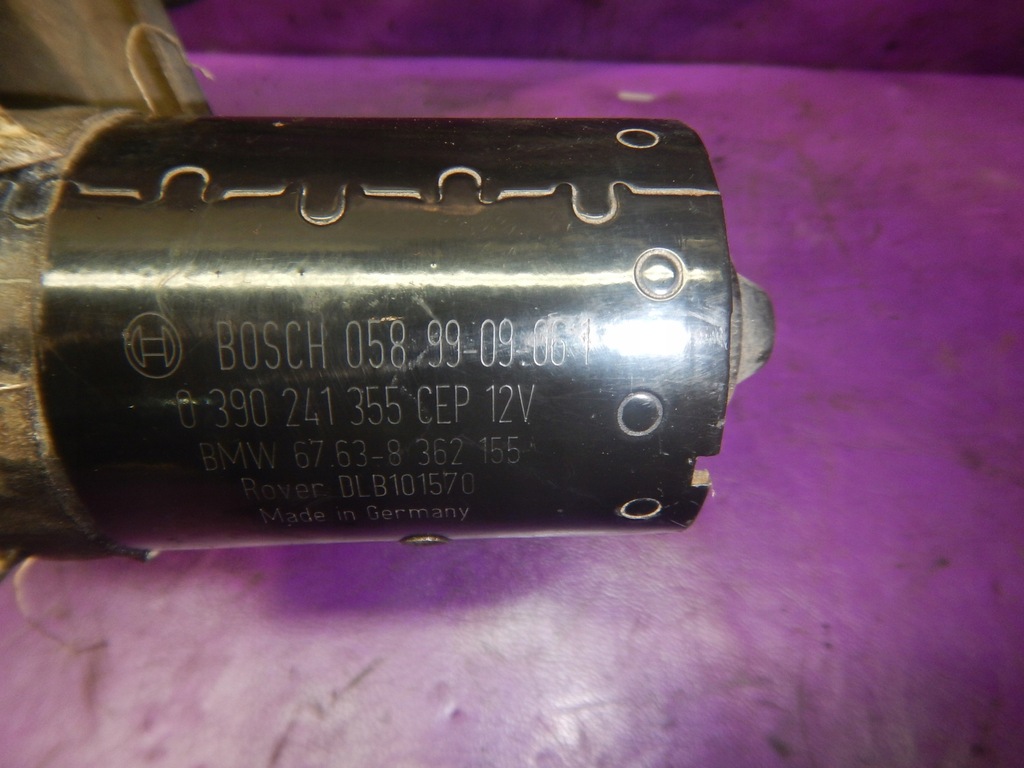 BOSCH 058 99-09.06 1
0 390 241 355 CEP 12V
BMW 67.63-8 362 155
Rover DLB101570
Made in Germany